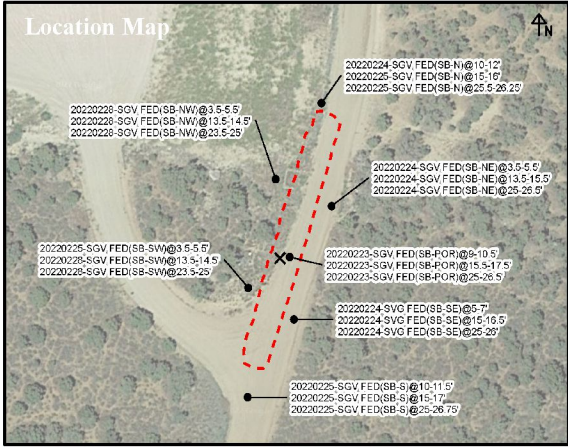 Location Map
N
20220224-SGV,FED(SB-N)@10-12'
20220225-SGV,FED(SB-N)@15-16'
20220225-SGV,FED(SB-N)@25.5-26.25'
20220228-SGV,FED(SB-NW)@3.5-5.5'
20220228-SGV,FED(SB-NW)@13.5-14.5'
20220228-SGV,FED(SB-NW)@23.5-25'
20220224-SGV,FED(SB-NE)@3.5-5.5'
20220224-SGV,FED(SB-NE)@13.5-15.5'
20220224-SGV,FED(SB-NE)@25-26.5'
20220225-SGV,FED(SB-SW)@3.5-5.5'
20220228-SGV,FED(SB-SW)@13.5-14.5'
20220228-SGV,FED(SB-SW)@23.5-25'
20220223-SGV,FED(SB-POR)@9-10.5'
20220223-SGV,FED(SB-POR)@15.5-17.5'
20220223-SGV,FED(SB-POR)@25-26.5'
20220224-SVG FED(SB-SE)@5-7'
20220224-SVG FED(SB-SE)@15-16.5'
20220224-SVG FED(SB-SE)@25-26'
20220225-SGV,FED(SB-S)@10-11.5'
20220225-SGV,FED(SB-S)@15-17'
20220225-SGV,FED(SB-S)@25-26.75'